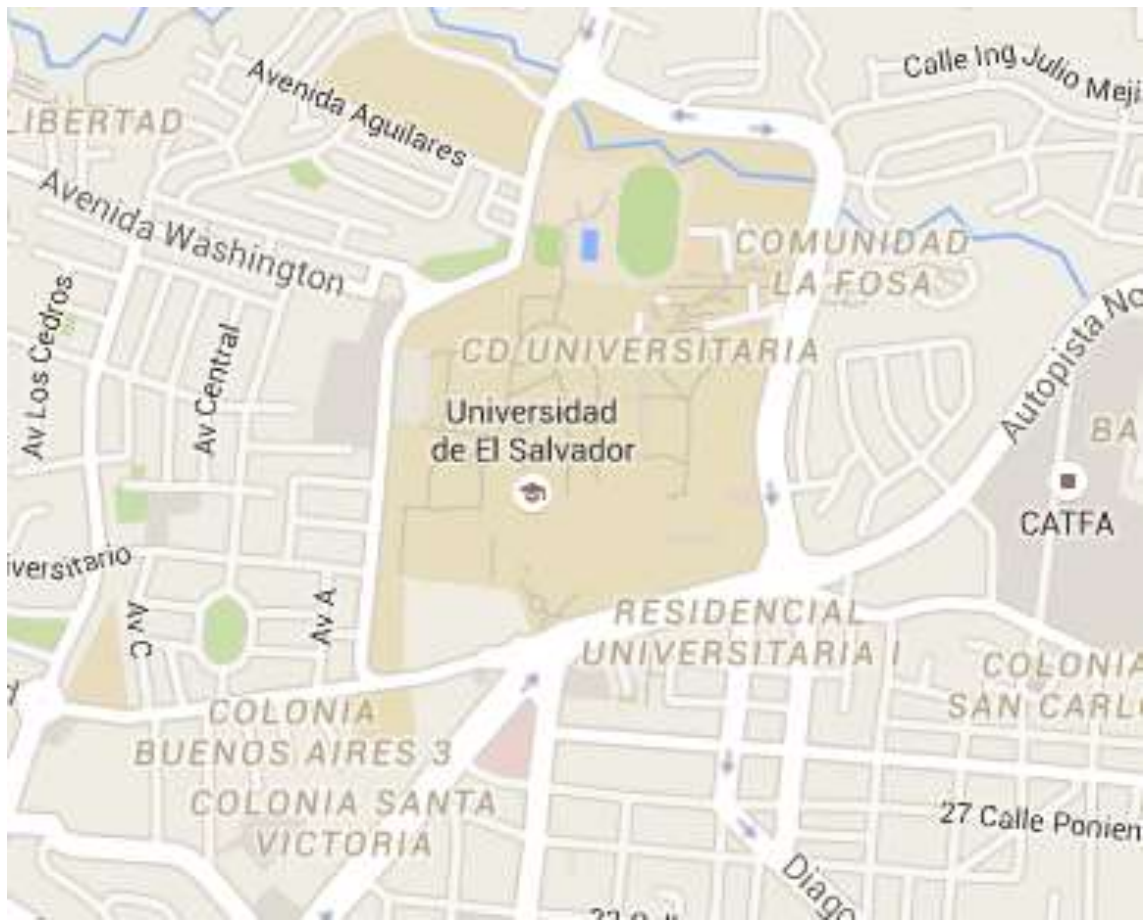 Calle Ing Julio Meji
Avenida Aguilares
LIBERTAD
Avenida Washington
COMUNIDAD
LA FOSA
Av Los Cedros
Av Central
CD UNIVERSITARIA
Autopista No
Universidad
de El Salvador
BA
CATFA
versitario
Av C
Av A
RESIDENCIAL
UNIVERSITARIA I
COLONIA
SAN CARL
COLONIA
BUENOS AIRES 3
COLONIA SANTA
VICTORIA
27 Calle Ponien
Diago